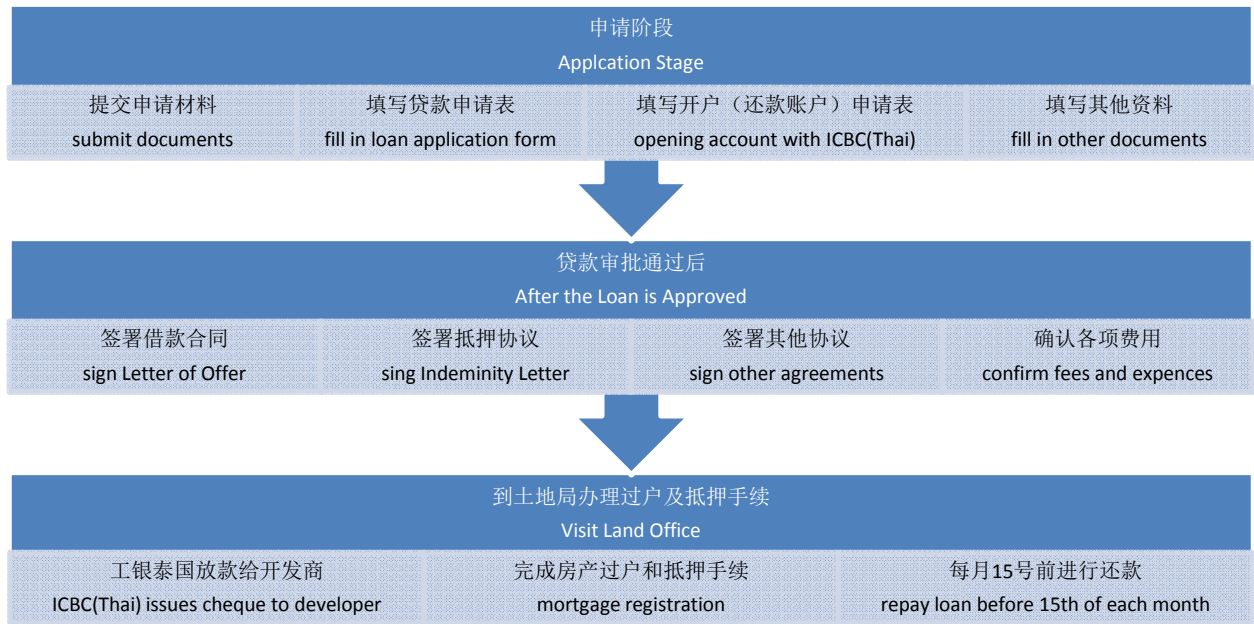 申请阶段
Applcation Stage
提交申请材料
submit documents
填写贷款申请表
fill in loan application form
填写开户（还款账户）申请表
opening account with ICBC(Thai)
填写其他资料
fill in other documents
贷款审批通过后
After the Loan is Approved
签署借款合同
sign Letter of Offer
签署抵押协议
sing Indeminity Letter
签署其他协议
sign other agreements
确认各项费用
confirm fees and expences
到土地局办理过户及抵押手续
Visit Land Office
工银泰国放款给开发商
ICBC(Thai) issues cheque to developer
完成房产过户和抵押手续
mortgage registration
每月15号前进行还款
repay loan before 15th of each month